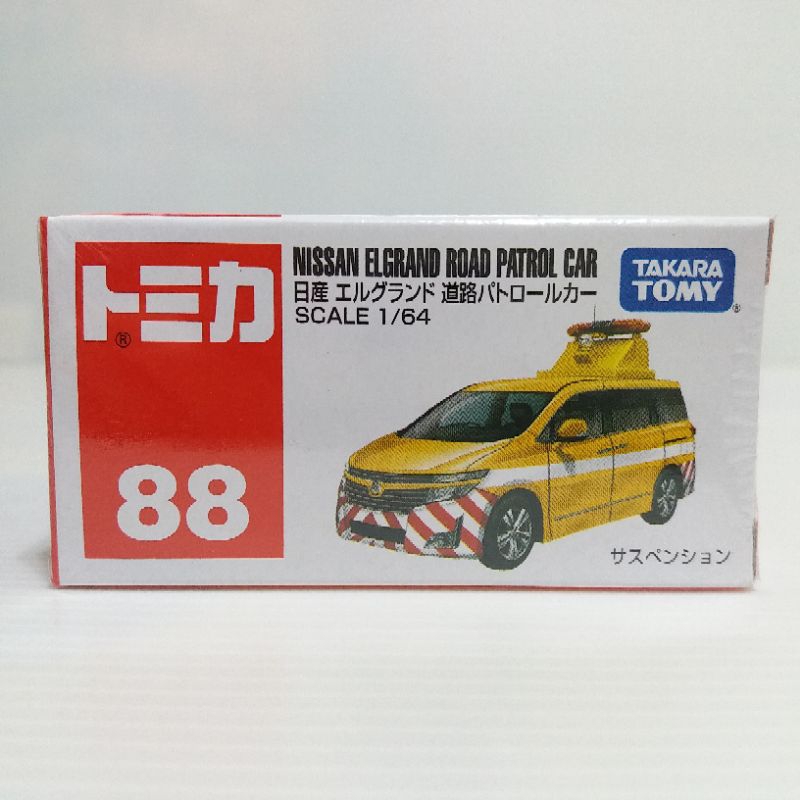 トミカ
®
88
NISSAN ELGRAND ROAD PATROL CAR
日産 エルグランド 道路パトロールカー
SCALE 1/64
TAKARA
TOMY
®
サスペンション